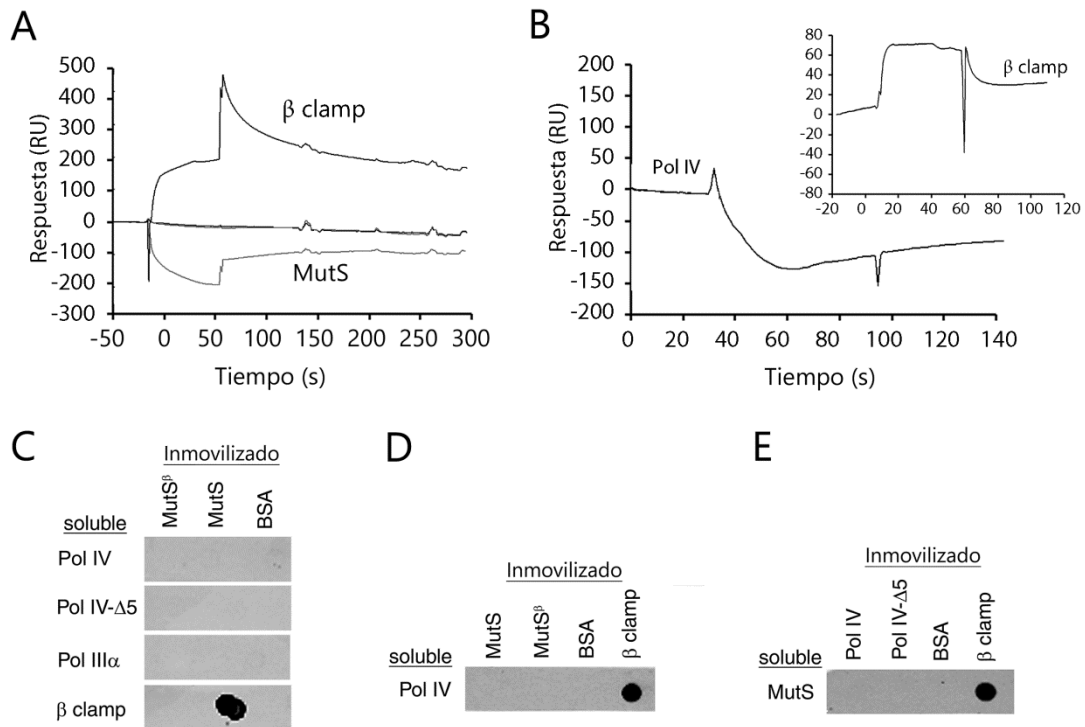 A
Respuesta (RU)
500
400
300
200
100
0
-100
-200
-300
β clamp
MutS
-50 0 50 100 150 200 250 300
Tiempo (s)
B
Respuesta (RU)
200
150
100
50
0
-50
-100
-150
-200
Pol IV
0 20 40 60 80 100 120 140
Tiempo (s)
80
60
40
20
0
-20
-40
-60
-80
β clamp
-20 0 20 40 60 80 100 120
C
Inmovilizado
soluble
MutSᵝ MutS BSA
Pol IV
Pol IV-Δ5
Pol IIIα
β clamp
D
Inmovilizado
MutS MutSᵝ BSA β clamp
soluble
Pol IV
E
Inmovilizado
Pol IV Pol IV-Δ5 BSA β clamp
soluble
MutS